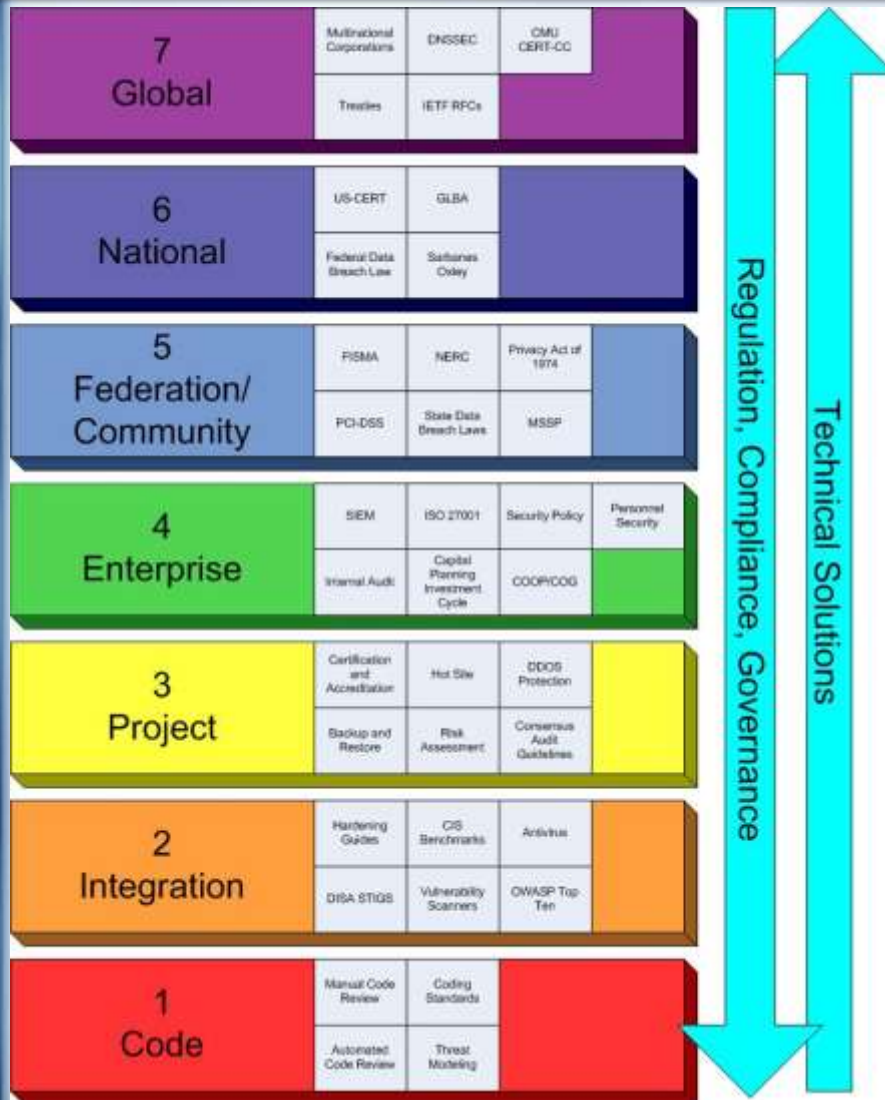 7
Global
Multinational
Corporations
DNSSEC
CMU
CERT-CC
Treaties
IETF RFCs
6
National
US-CERT
GLBA
Federal Data
Breach Law
Sarbanes
Oxley
5
Federation/
Community
FISMA
NERC
Privacy Act of
1974
PCI-DSS
State Data
Breach Laws
MSSP
4
Enterprise
SIEM
ISO 27001
Security Policy
Personnel
Security
Internal Audit
Capital
Planning
Investment
Cycle
COOP/COG
3
Project
Certification
and
Accreditation
Hot Site
DDOS
Protection
Backup and
Restore
Risk
Assessment
Consensus
Audit
Guidelines
2
Integration
Hardening
Guides
CIS
Benchmarks
Antivirus
DISA STIGS
Vulnerability
Scanners
OWASP Top
Ten
1
Code
Manual Code
Review
Coding
Standards
Automated
Code Review
Threat
Modeling
Regulation, Compliance, Governance
Technical Solutions